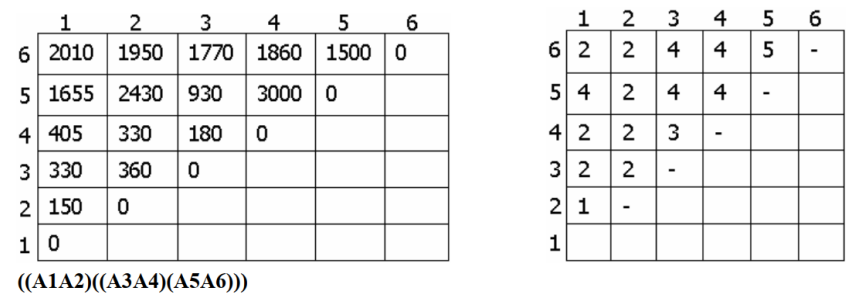 1 2 3 4 5 6
6 2010 1950 1770 1860 1500 0
5 1655 2430 930 3000 0
4 405 330 180 0
3 330 360 0
2 150 0
1 0
((A1A2)((A3A4)(A5A6)))
1 2 3 4 5 6
6 2 2 4 4 5 -
5 4 2 4 4 -
4 2 2 3 -
3 2 2 -
2 1 -
1